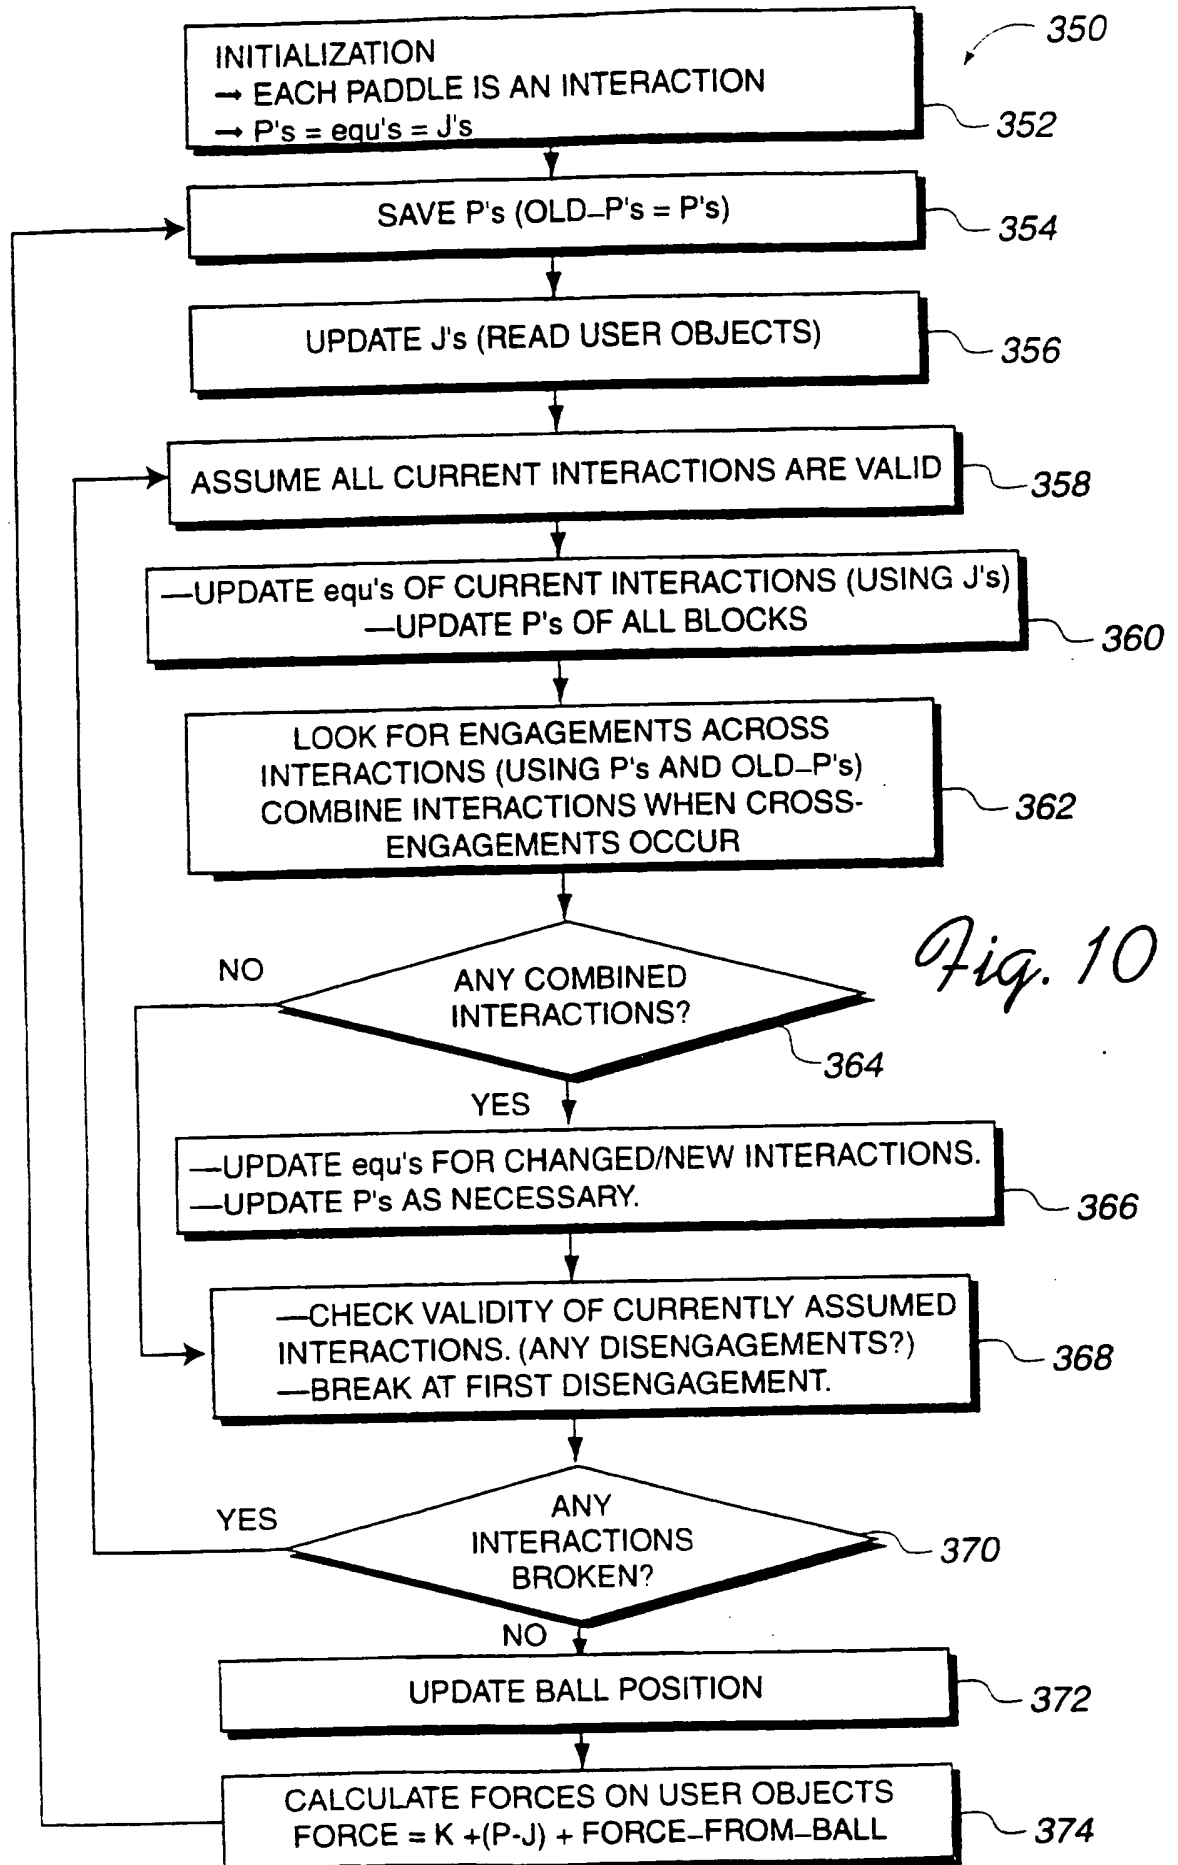 350
INITIALIZATION
→ EACH PADDLE IS AN INTERACTION
→ P's = equ's = J's
352
SAVE P's (OLD–P's = P's)
354
UPDATE J's (READ USER OBJECTS)
356
ASSUME ALL CURRENT INTERACTIONS ARE VALID
358
—UPDATE equ's OF CURRENT INTERACTIONS (USING J's)
—UPDATE P's OF ALL BLOCKS
360
LOOK FOR ENGAGEMENTS ACROSS
INTERACTIONS (USING P's AND OLD–P's)
COMBINE INTERACTIONS WHEN CROSS-
ENGAGEMENTS OCCUR
362
Fig. 10
NO
ANY COMBINED
INTERACTIONS?
364
YES
—UPDATE equ's FOR CHANGED/NEW INTERACTIONS.
—UPDATE P's AS NECESSARY.
366
—CHECK VALIDITY OF CURRENTLY ASSUMED
INTERACTIONS. (ANY DISENGAGEMENTS?)
—BREAK AT FIRST DISENGAGEMENT.
368
YES
ANY
INTERACTIONS
BROKEN?
370
NO
UPDATE BALL POSITION
372
CALCULATE FORCES ON USER OBJECTS
FORCE = K +(P-J) + FORCE–FROM–BALL
374